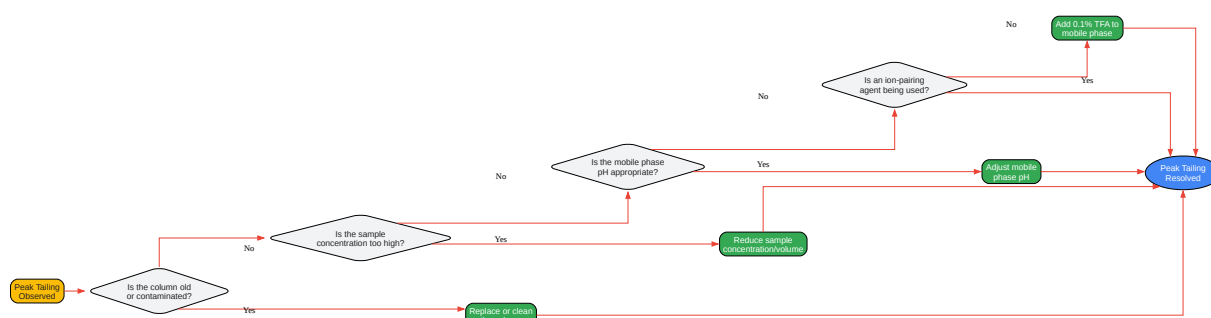 No
Add 0.1% TFA to
mobile phase
Is an ion-pairing
agent being used?
Yes
No
Is the mobile phase
pH appropriate?
Yes
Adjust mobile
phase pH
Peak Tailing
Resolved
No
Is the sample
concentration too high?
Yes
Reduce sample
concentration/volume
No
Peak Tailing
Observed
Is the column old
or contaminated?
Yes
Replace or clean